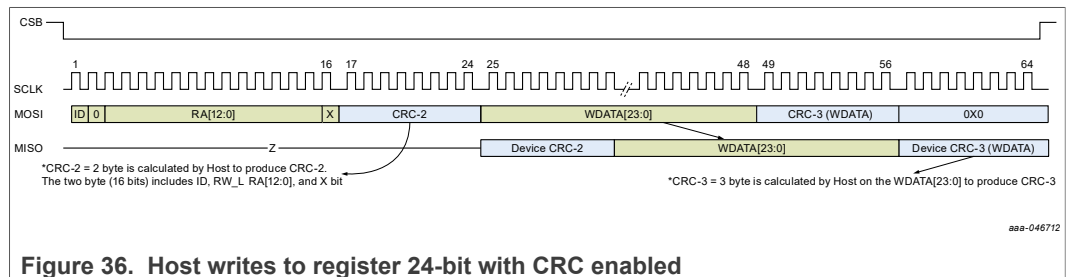 CSB
1 16 17 24 25 48 49 56 64
SCLK
MOSI ID 0 RA[12:0] X CRC-2 WDATA[23:0] CRC-3 (WDATA) 0X0
MISO Z Device CRC-2 WDATA[23:0] Device CRC-3 (WDATA)
*CRC-2 = 2 byte is calculated by Host to produce CRC-2.
The two byte (16 bits) includes ID, RW_L RA[12:0], and X bit
*CRC-3 = 3 byte is calculated by Host on the WDATA[23:0] to produce CRC-3
aaa-046712
Figure 36. Host writes to register 24-bit with CRC enabled